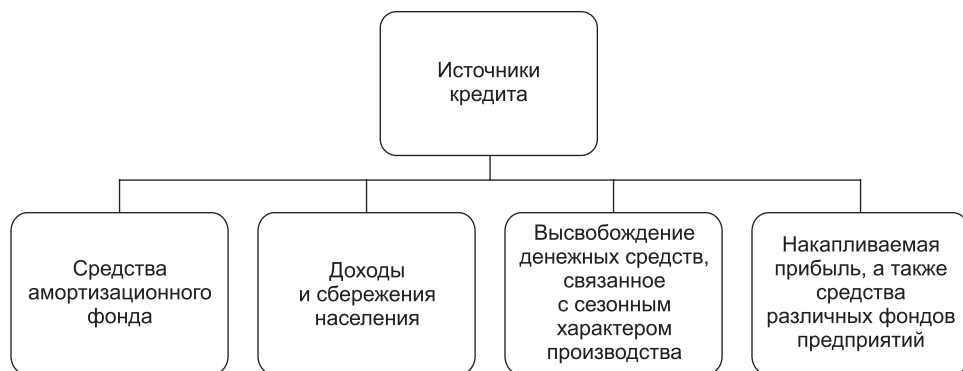 Источники
кредита
Средства
амортизационного
фонда
Доходы
и сбережения
населения
Высвобождение
денежных средств,
связанное
с сезонным
характером
производства
Накапливаемая
прибыль, а также
средства
различных фондов
предприятий